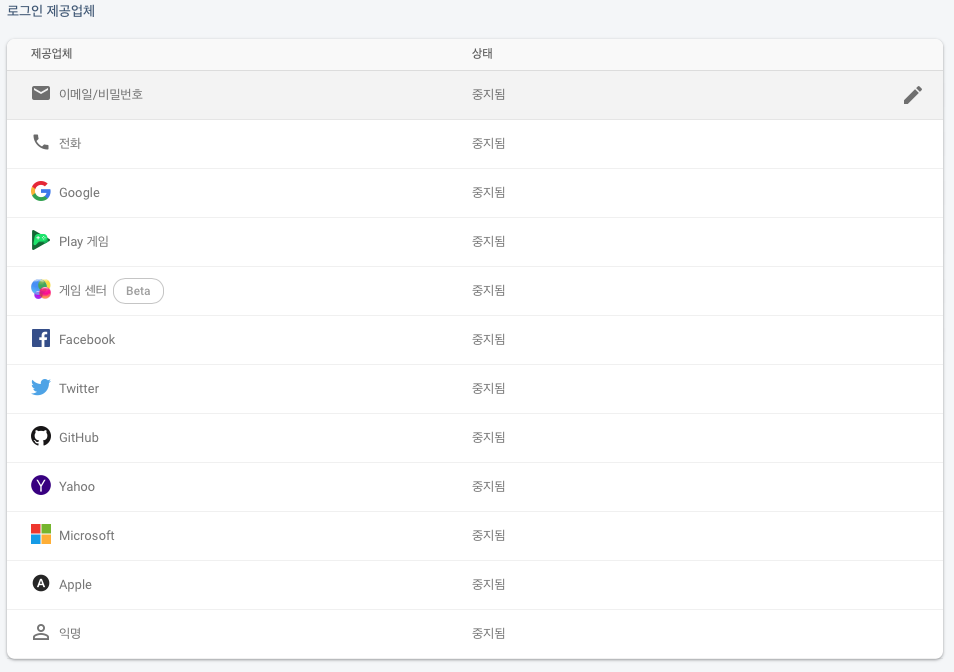 로그인 제공업체
제공업체 상태
이메일/비밀번호 중지됨
전화 중지됨
Google 중지됨
Play 게임 중지됨
게임 센터 Beta 중지됨
Facebook 중지됨
Twitter 중지됨
GitHub 중지됨
Yahoo 중지됨
Microsoft 중지됨
Apple 중지됨
익명 중지됨